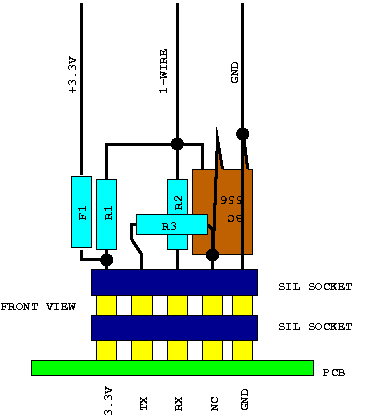 +3.3V
1-WIRE
GND
F1
R1
R2
R3
BC
556
SIL SOCKET
FRONT VIEW
SIL SOCKET
PCB
3.3V
TX
RX
NC
GND